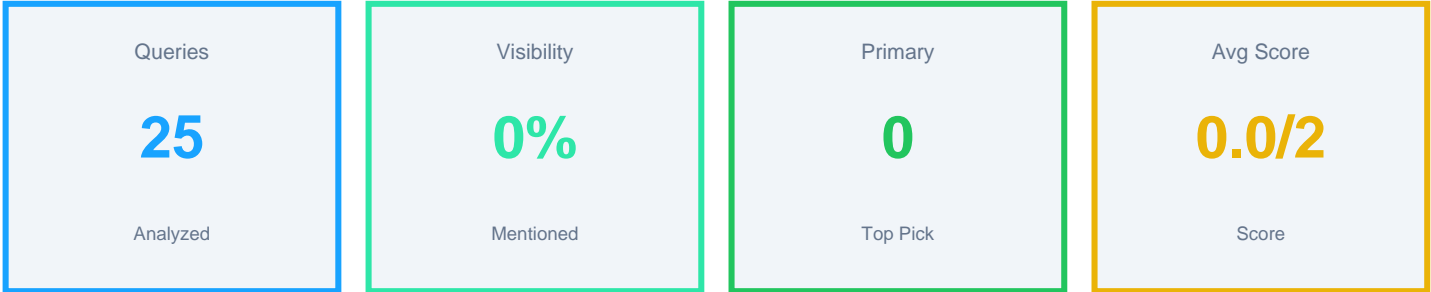 Queries
25
Analyzed
Visibility
0%
Mentioned
Primary
0
Top Pick
Avg Score
0.0/2
Score